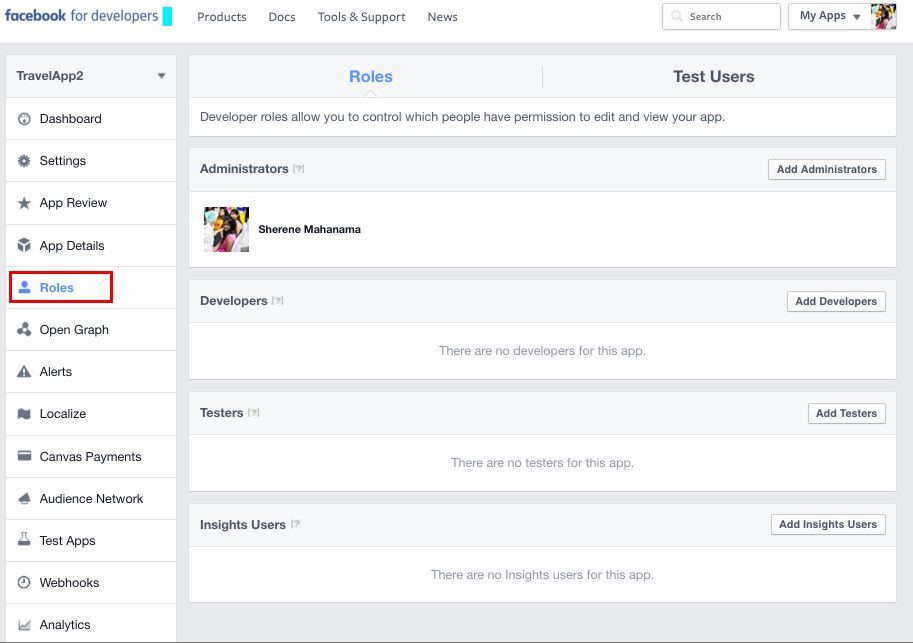 facebook for developers Products Docs Tools & Support News Search My Apps
TravelApp2
Dashboard
Settings
App Review
App Details
Roles
Open Graph
Alerts
Localize
Canvas Payments
Audience Network
Test Apps
Webhooks
Analytics
Roles Test Users
Developer roles allow you to control which people have permission to edit and view your app.
Administrators [?] Add Administrators
Sherene Mahanama
Developers [?] Add Developers
There are no developers for this app.
Testers [?] Add Testers
There are no testers for this app.
Insights Users [?] Add Insights Users
There are no Insights users for this app.